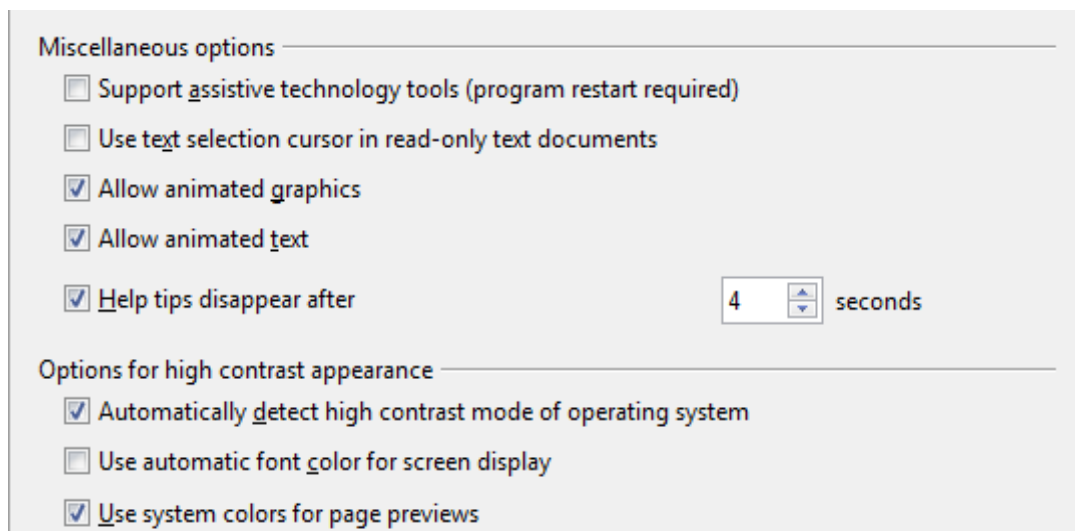 Miscellaneous options
Support assistive technology tools (program restart required)
Use text selection cursor in read-only text documents
Allow animated graphics
Allow animated text
Help tips disappear after 4 seconds
Options for high contrast appearance
Automatically detect high contrast mode of operating system
Use automatic font color for screen display
Use system colors for page previews